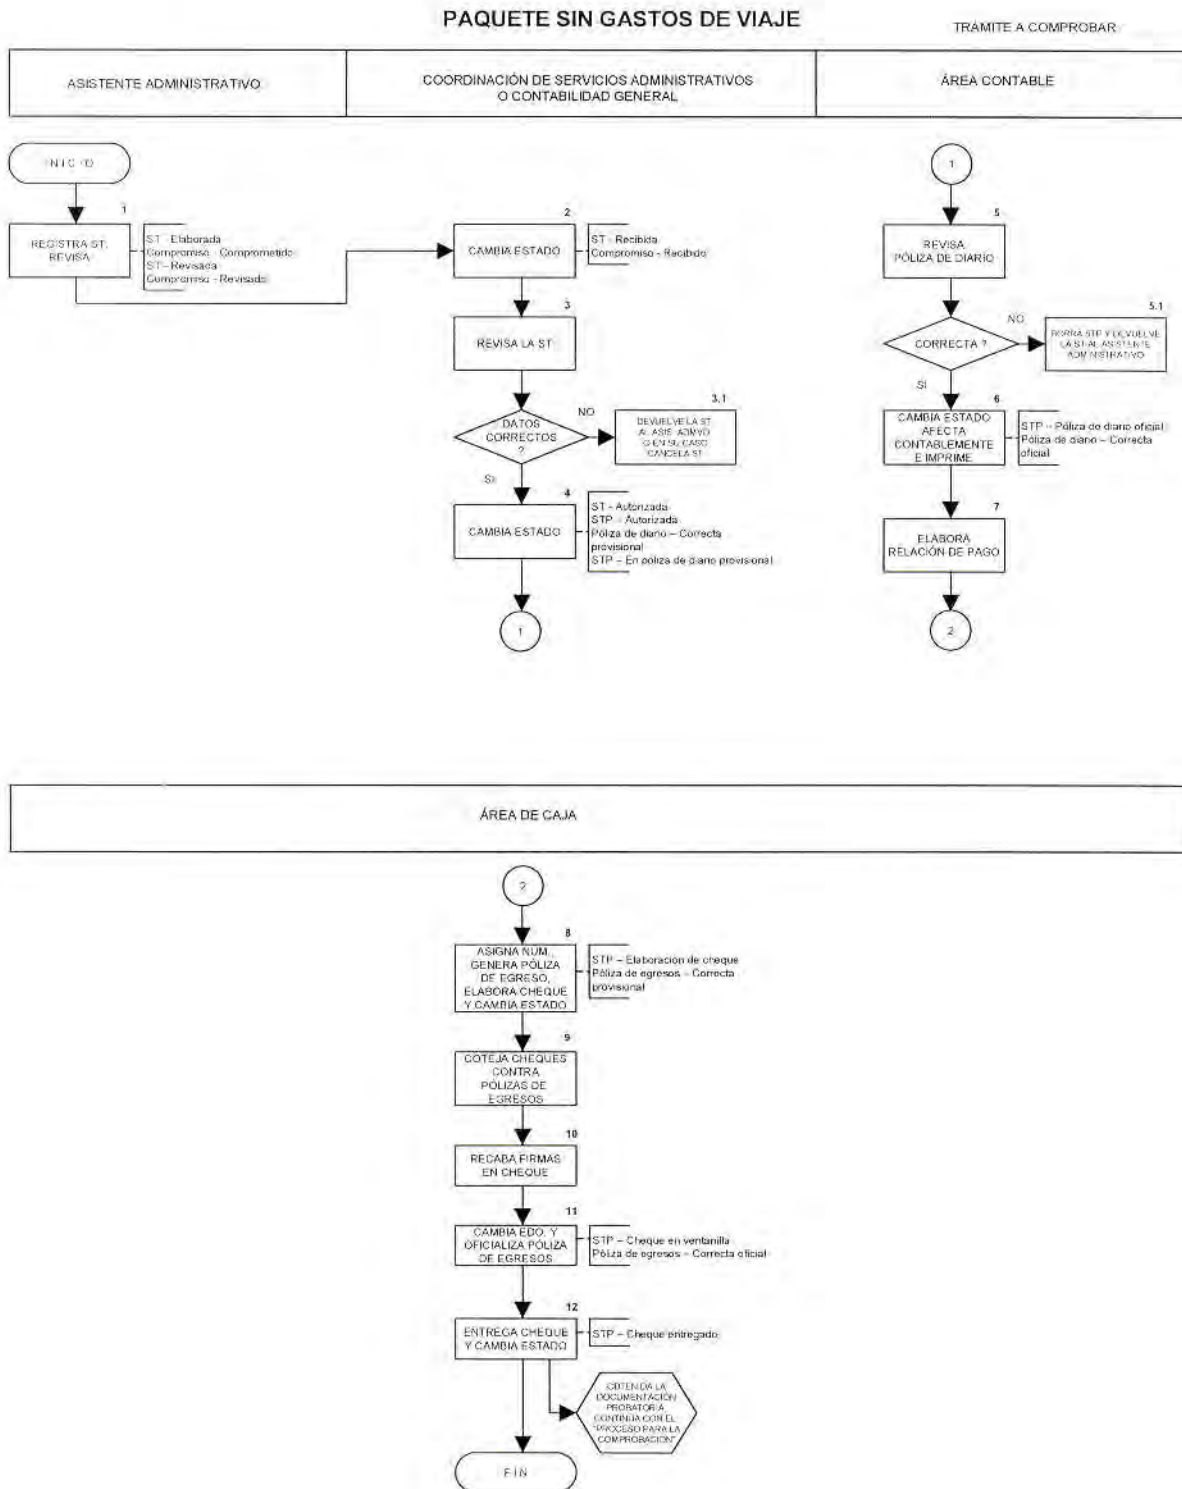 PAQUETE SIN GASTOS DE VIAJE
TRÁMITE A COMPROBAR
ASISTENTE ADMINISTRATIVO
COORDINACIÓN DE SERVICIOS ADMINISTRATIVOS
O CONTABILIDAD GENERAL
ÁREA CONTABLE
INICIO
1
REGISTRA ST,
REVISA
ST - Elaborada
Compromiso - Comprometido
ST - Revisada
Compromiso - Revisado
2
CAMBIA ESTADO
ST - Recibida
Compromiso - Recibido
3
REVISA LA ST
DATOS
CORRECTOS
?
NO
3.1
DEVUELVE LA ST
AL ASIS. ADMVO
O EN SU CASO
CANCELA ST
SI
4
CAMBIA ESTADO
ST - Autorizada
STP - Autorizada
Póliza de diario – Correcta
provisional
STP – En póliza de diario provisional
1
1
5
REVISA
PÓLIZA DE DIARIO
CORRECTA ?
NO
5.1
BORRA STP Y DEVUELVE
LA ST AL ASISTENTE
ADMINISTRATIVO
SI
6
CAMBIA ESTADO
AFECTA
CONTABLEMENTE
E IMPRIME
STP – Póliza de diario oficial
Póliza de diario – Correcta
oficial
7
ELABORA
RELACIÓN DE PAGO
2
ÁREA DE CAJA
2
8
ASIGNA NUM.,
GENERA PÓLIZA
DE EGRESO,
ELABORA CHEQUE
Y CAMBIA ESTADO
STP – Elaboración de cheque
Póliza de egresos – Correcta
provisional
9
COTEJA CHEQUES
CONTRA
PÓLIZAS DE
EGRESOS
10
RECABA FIRMAS
EN CHEQUE
11
CAMBIA EDO. Y
OFICIALIZA PÓLIZA
DE EGRESOS
STP – Cheque en ventanilla
Póliza de egresos – Correcta oficial
12
ENTREGA CHEQUE
Y CAMBIA ESTADO
STP – Cheque entregado
OBTENIDA LA
DOCUMENTACIÓN
PROBATORIA
CONTINUA CON EL
"PROCESO PARA LA
COMPROBACIÓN"
FIN